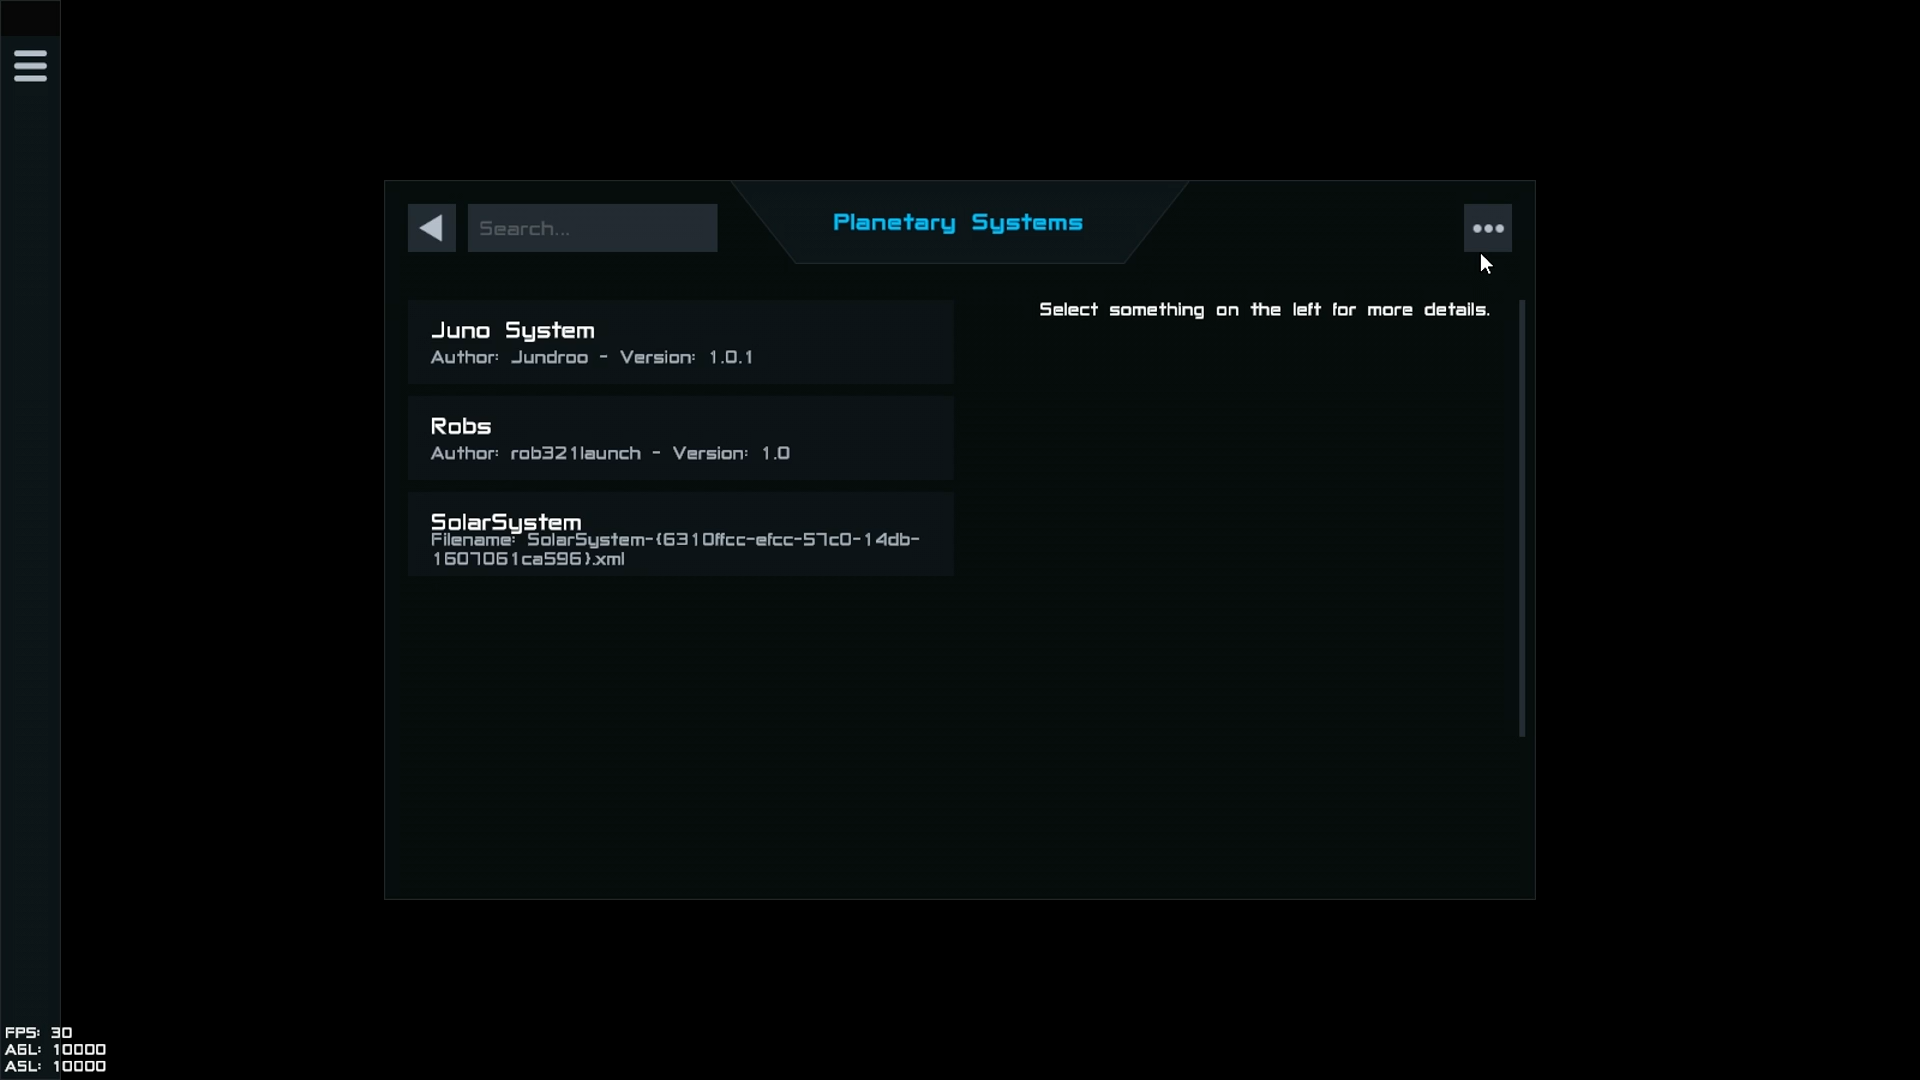 Search...
Planetary Systems
Juno System
Author: Jundroo - Version: 1.0.1
Robs
Author: rob321launch - Version: 1.0
SolarSystem
Filename: SolarSystem-{6310ffcc-efcc-57c0-14db-
1607061ca596}.xml
Select something on the left for more details.
FPS: 30
AGL: 10000
ASL: 10000